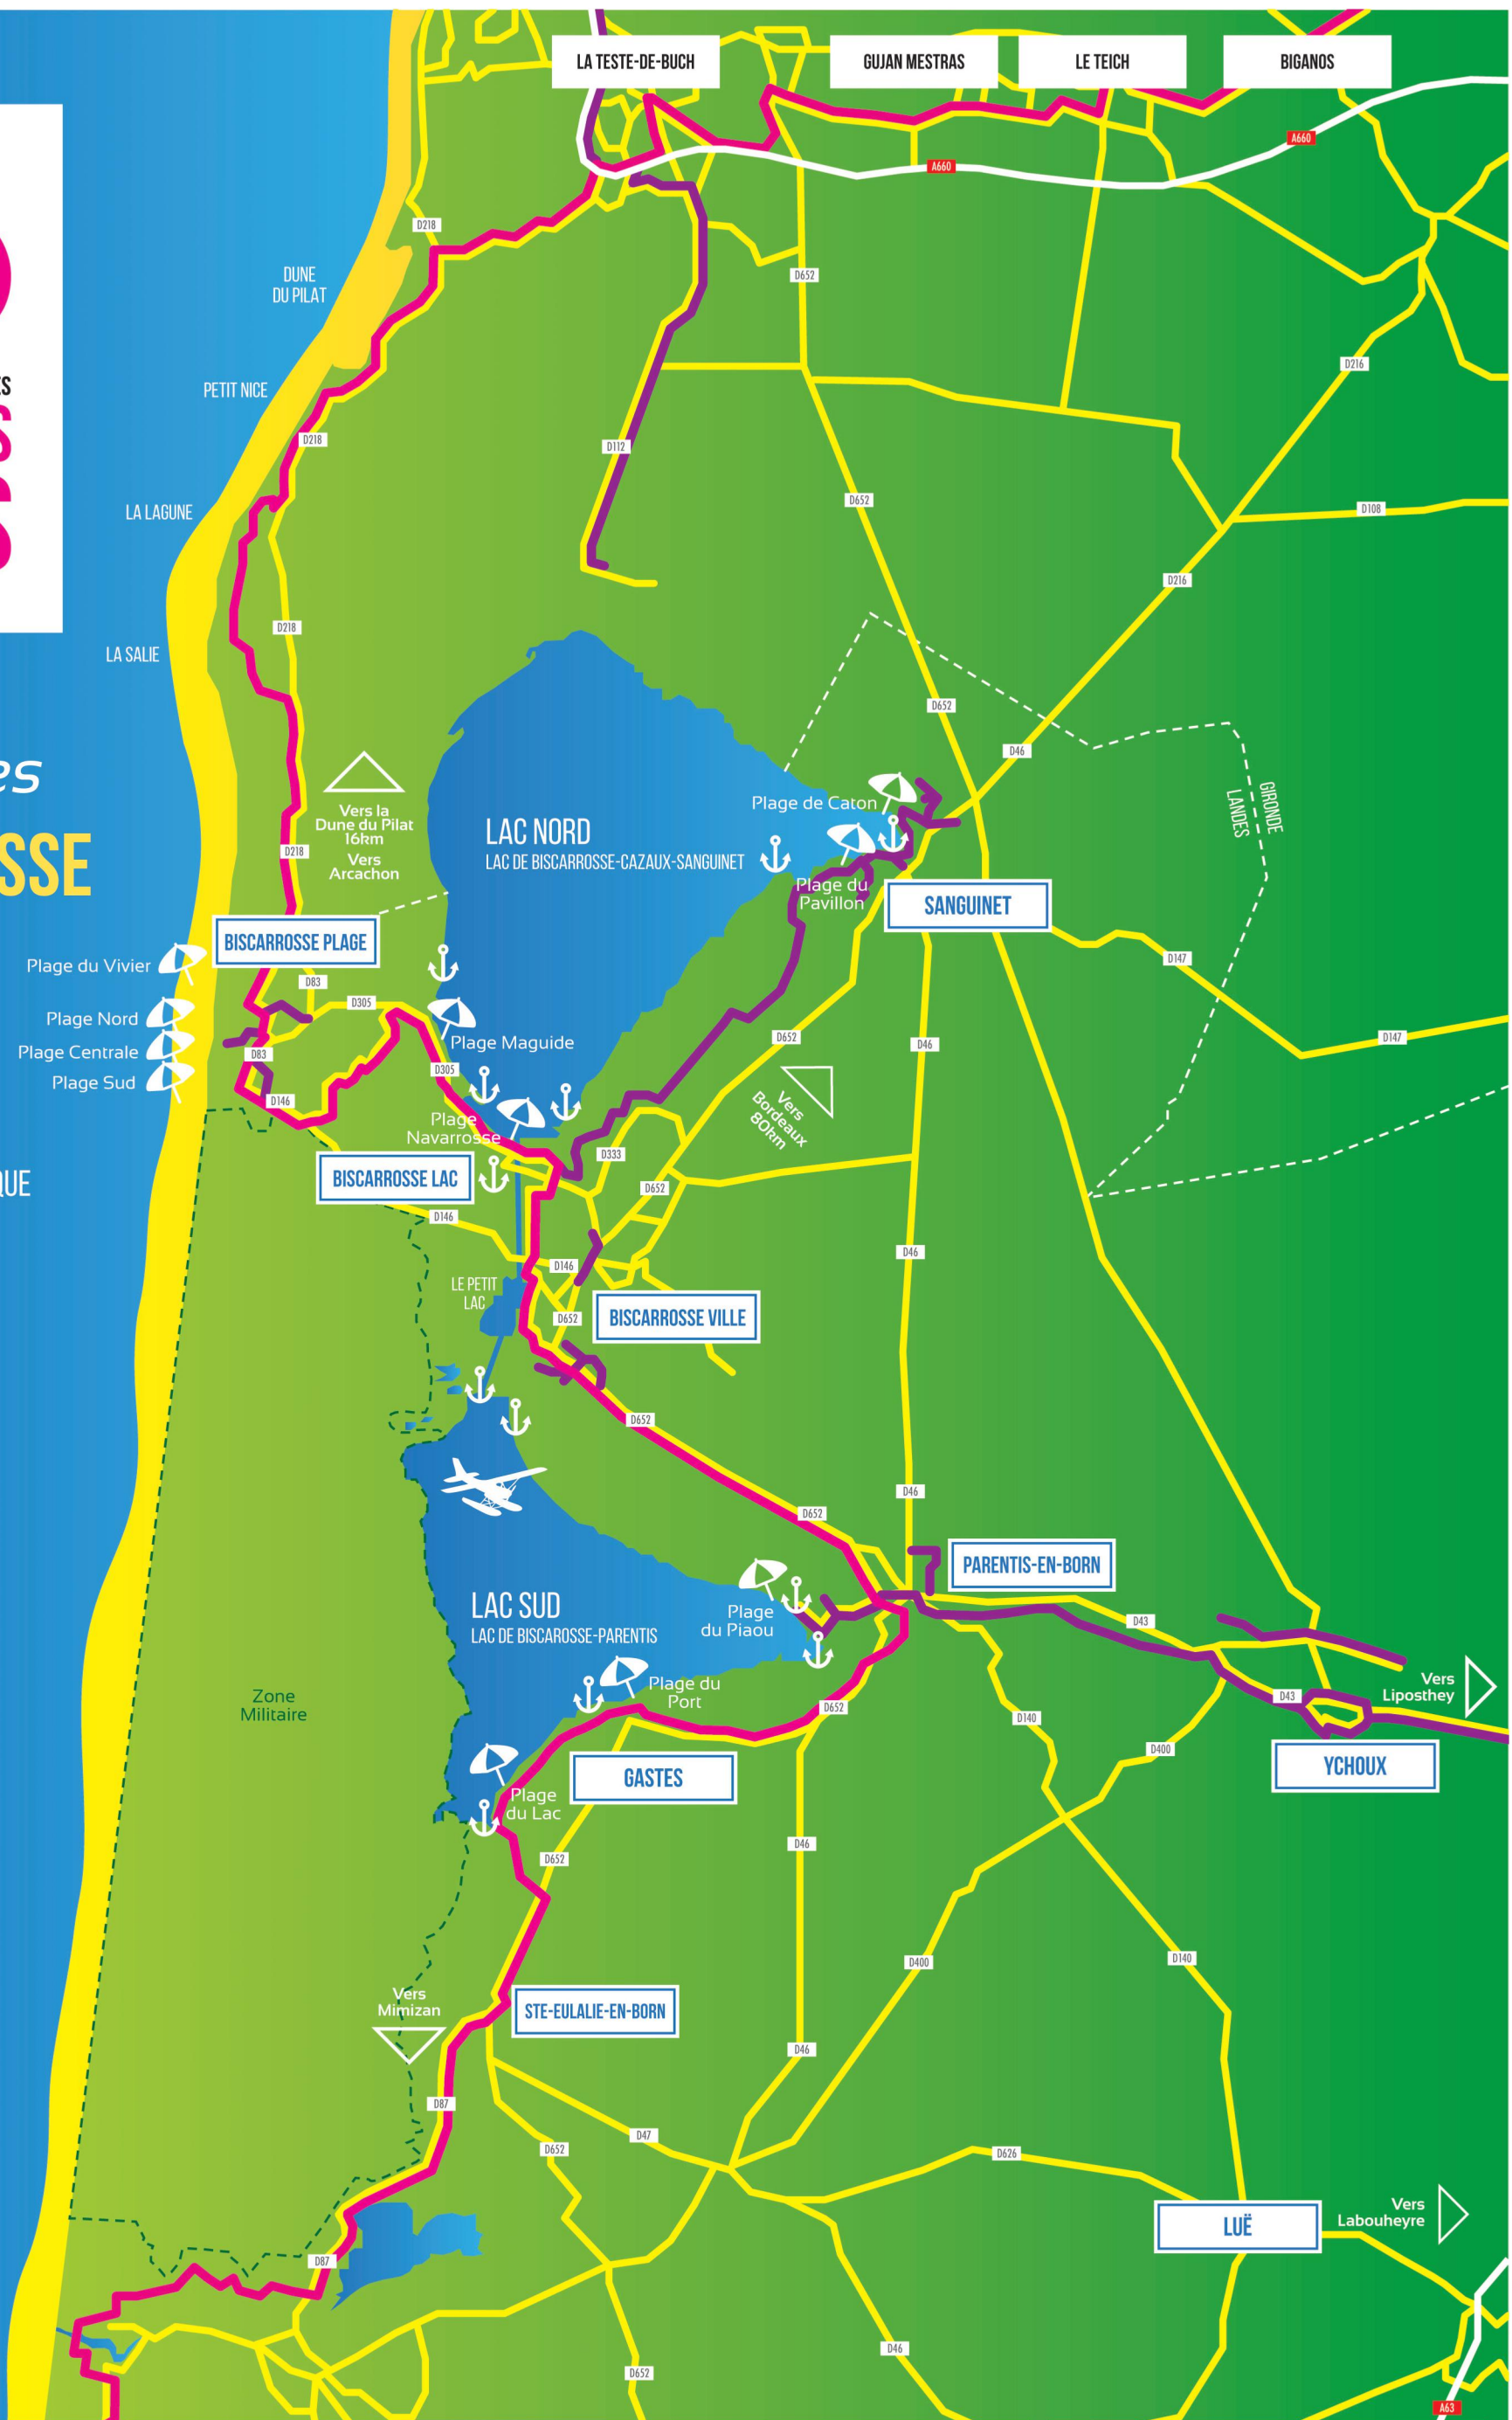 LA TESTE-DE-BUCH
GUJAN MESTRAS
LE TEICH
BIGANOS
A660
A660
D218
DUNE
DU PILAT
D652
D216
ES
PETIT NICE
D218
D112
D652
D108
LA LAGUNE
D216
D218
LA SALIE
D652
D46
es
Vers la
Dune du Pilat
16km
Vers
Arcachon
Plage de Caton
GIRONDE
LANDES
LAC NORD
LAC DE BISCARROSSE-CAZAUX-SANGUINET
SSE
D218
Plage du
Pavillon
SANGUINET
BISCARROSSE PLAGE
Plage du Vivier
D147
D83
D305
Plage Nord
Plage Maguide
D652
D46
D147
Plage Centrale
D83
D305
Plage Sud
D146
Vers
Bordeaux
80km
Plage
Navarrosse
D333
QUE
BISCARROSSE LAC
D652
D146
D46
D146
LE PETIT
LAC
D652
BISCARROSSE VILLE
D652
D46
D652
PARENTIS-EN-BORN
LAC SUD
LAC DE BISCAROSSE-PARENTIS
Plage
du Piaou
D43
Zone
Militaire
Plage du
Port
D652
D140
D43
Vers
Liposthey
D400
YCHOUX
GASTES
Plage
du Lac
D46
D652
D400
D140
Vers
Mimizan
STE-EULALIE-EN-BORN
D46
D87
D652
D47
D626
Vers
Labouheyre
LUË
D87
D46
D652
A63